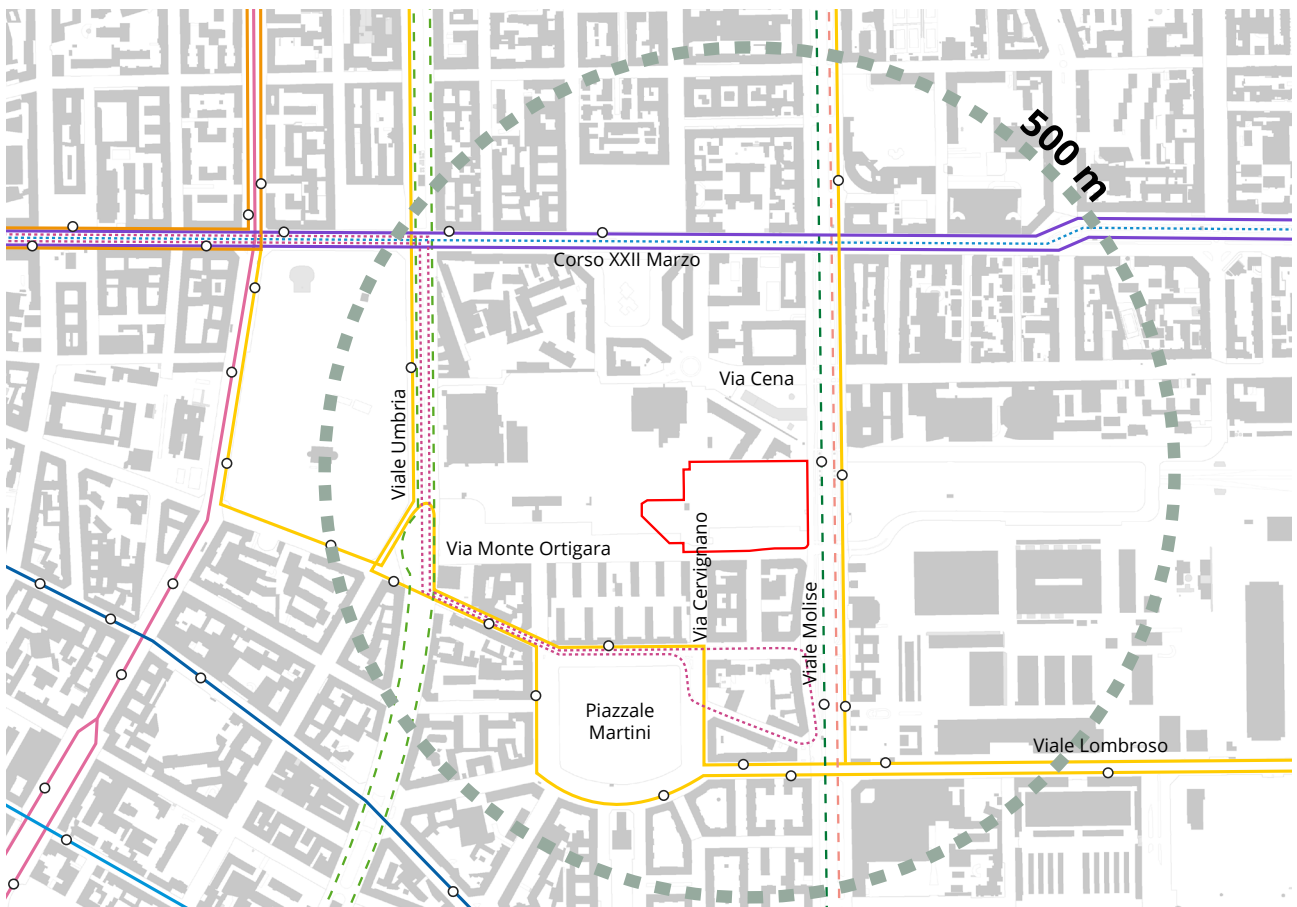 500 m
Corso XXII Marzo
Via Cena
Viale Umbria
Via Monte Ortigara
Via Cervignano
Viale Molise
Piazzale
Martini
Viale Lombroso